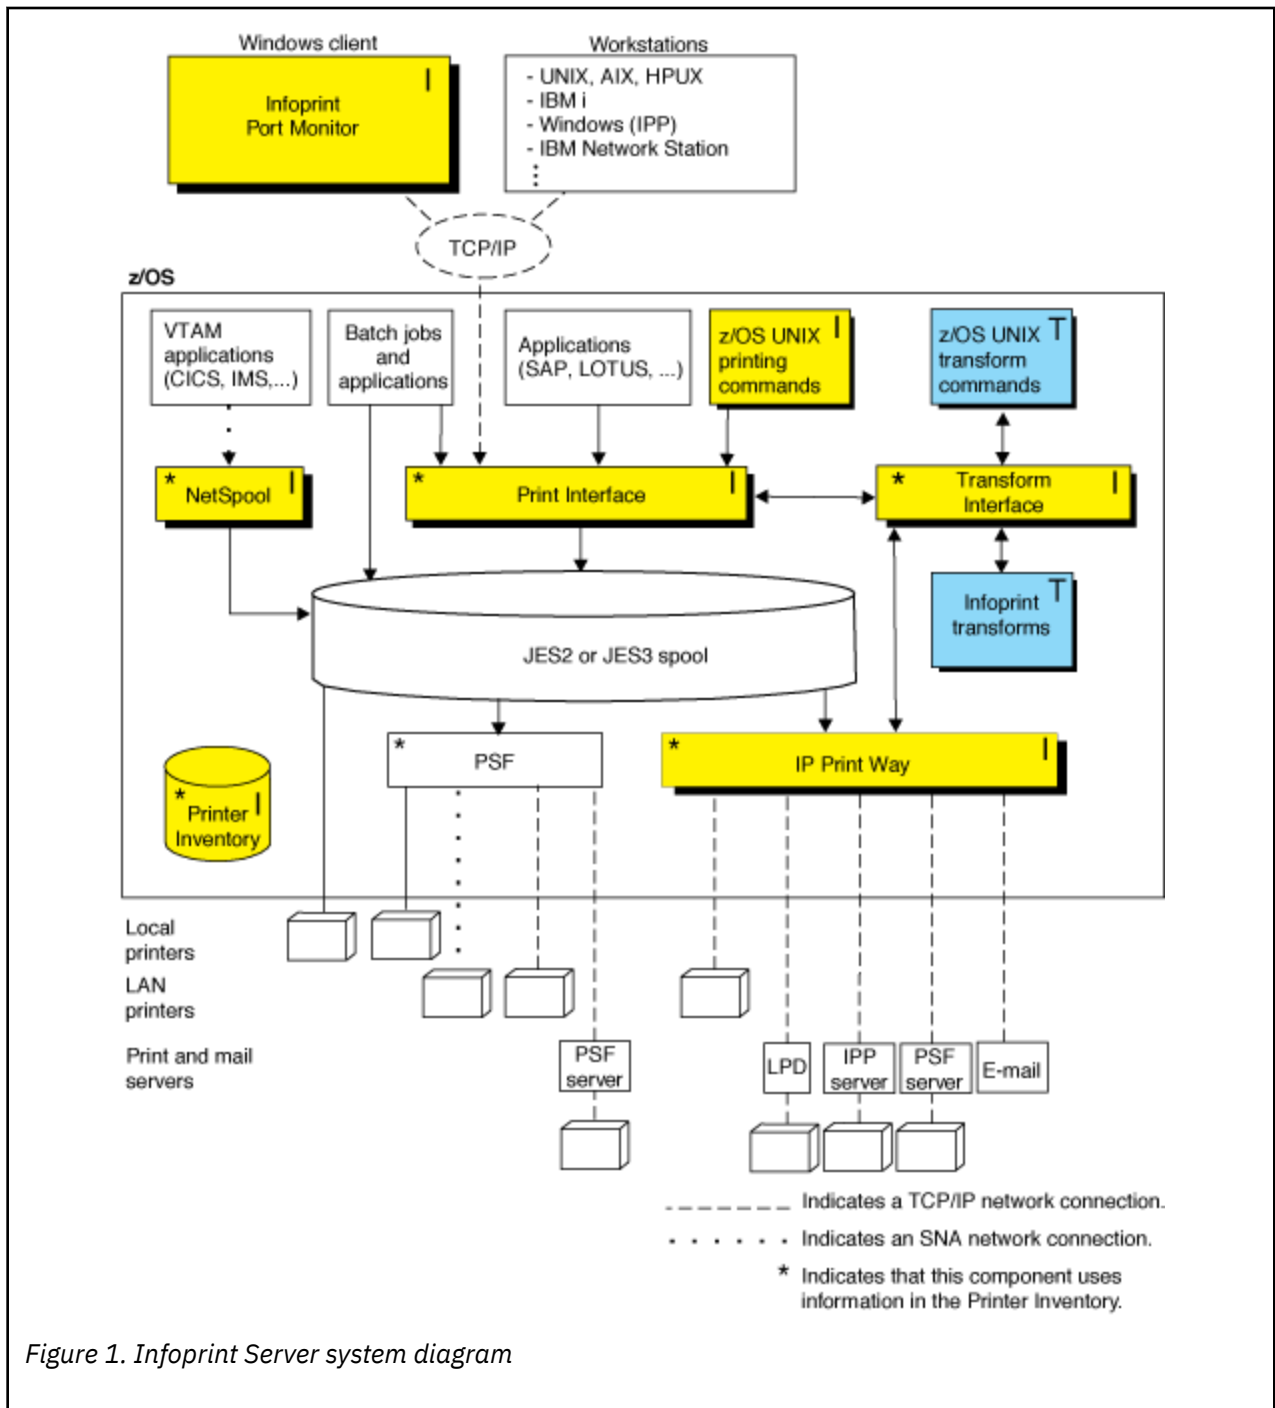 Windows client
Workstations
Infoprint
Port Monitor
I
- UNIX, AIX, HPUX
- IBM i
- Windows (IPP)
- IBM Network Station
TCP/IP
z/OS
VTAM
applications
(CICS, IMS,...)
Batch jobs
and
applications
Applications
(SAP, LOTUS, ...)
z/OS UNIX
printing
commands
I
z/OS UNIX
transform
commands
T
* NetSpool I
* Print Interface I
* Transform
Interface
I
Infoprint
transforms
T
JES2 or JES3 spool
* PSF
* IP Print Way I
* Printer
Inventory
I
Local
printers
LAN
printers
Print and mail
servers
PSF
server
LPD
IPP
server
PSF
server
E-mail
Indicates a TCP/IP network connection.
Indicates an SNA network connection.
* Indicates that this component uses
information in the Printer Inventory.
Figure 1. Infoprint Server system diagram